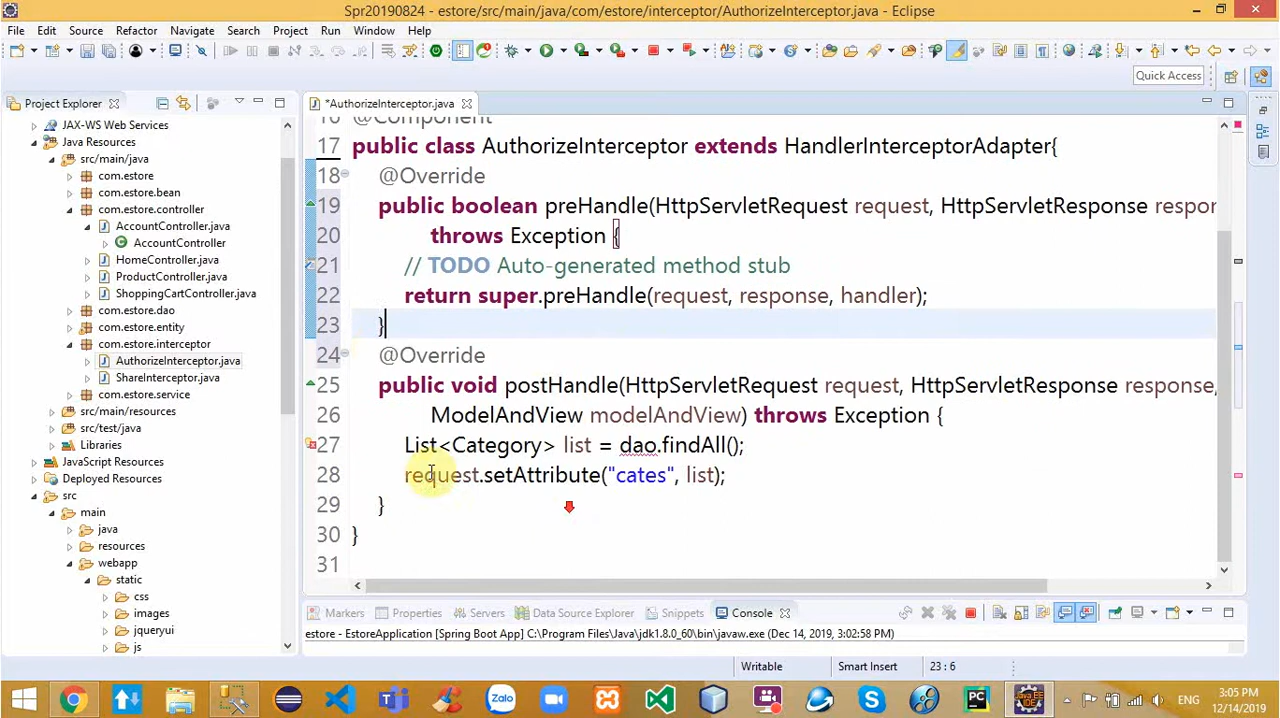 Spr20190824 - estore/src/main/java/com/estore/interceptor/AuthorizeInterceptor.java - Eclipse
File Edit Source Refactor Navigate Search Project Run Window Help
Quick Access
Project Explorer
*AuthorizeInterceptor.java
JAX-WS Web Services
Java Resources
src/main/java
com.estore
com.estore.bean
com.estore.controller
AccountController.java
AccountController
HomeController.java
ProductController.java
ShoppingCartController.java
com.estore.dao
com.estore.entity
com.estore.interceptor
AuthorizeInterceptor.java
ShareInterceptor.java
com.estore.service
src/main/resources
src/test/java
Libraries
JavaScript Resources
Deployed Resources
src
main
java
resources
webapp
static
css
images
jqueryui
js
16 @Component
17 public class AuthorizeInterceptor extends HandlerInterceptorAdapter{
18 @Override
19 public boolean preHandle(HttpServletRequest request, HttpServletResponse respor
20 throws Exception {
21 // TODO Auto-generated method stub
22 return super.preHandle(request, response, handler);
23 }
24 @Override
25 public void postHandle(HttpServletRequest request, HttpServletResponse response,
26 ModelAndView modelAndView) throws Exception {
27 List<Category> list = dao.findAll();
28 request.setAttribute("cates", list);
29 }
30 }
31
Markers Properties Servers Data Source Explorer Snippets Console
estore - EstoreApplication [Spring Boot App] C:\Program Files\Java\jdk1.8.0_60\bin\javaw.exe (Dec 14, 2019, 3:02:58 PM)
Writable Smart Insert 23 : 6
Zalo
PC
Java EE
IDE
ENG
3:05 PM
12/14/2019